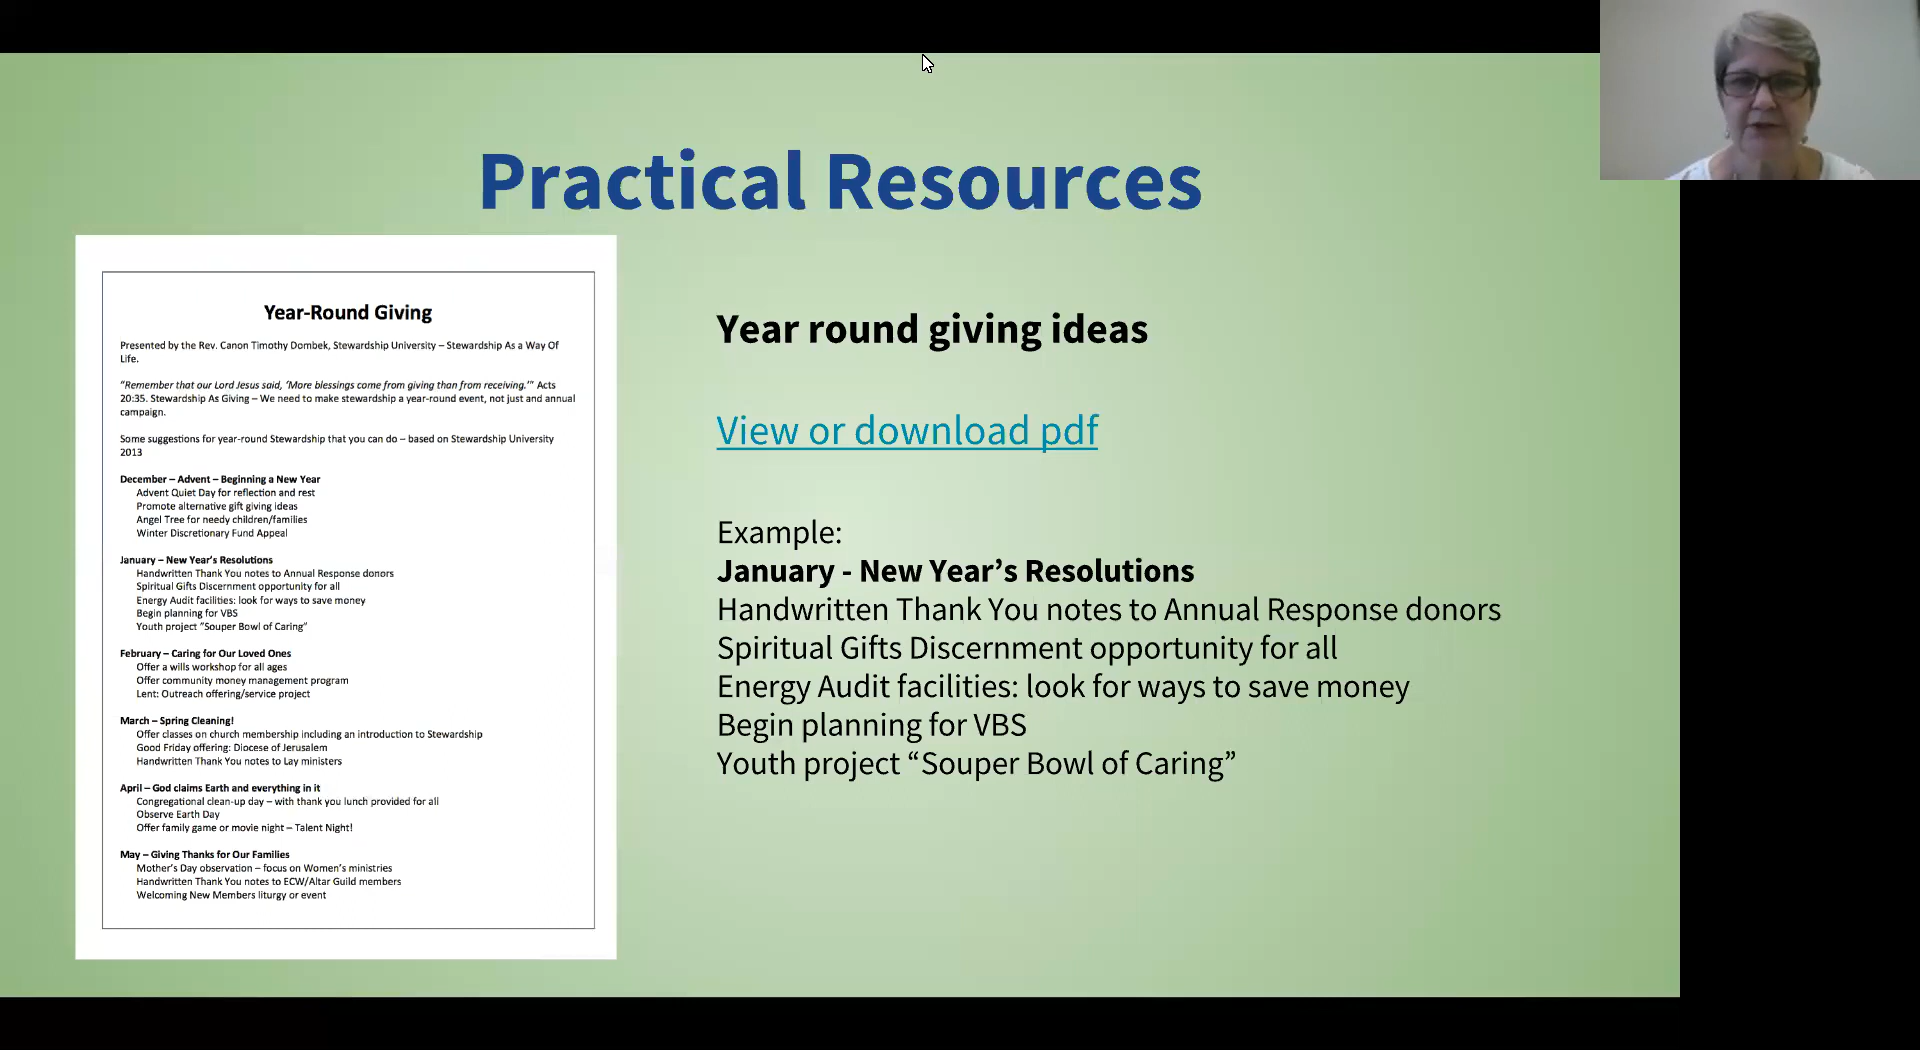 Practical Resources
Year-Round Giving
Presented by the Rev. Canon Timothy Dombek, Stewardship University – Stewardship As a Way Of
Life.
“Remember that our Lord Jesus said, ‘More blessings come from giving than from receiving.’” Acts
20:35. Stewardship As Giving – We need to make stewardship a year-round event, not just and annual
campaign.
Some suggestions for year-round Stewardship that you can do – based on Stewardship University
2013
December – Advent – Beginning a New Year
Advent Quiet Day for reflection and rest
Promote alternative gift giving ideas
Angel Tree for needy children/families
Winter Discretionary Fund Appeal
January – New Year’s Resolutions
Handwritten Thank You notes to Annual Response donors
Spiritual Gifts Discernment opportunity for all
Energy Audit facilities: look for ways to save money
Begin planning for VBS
Youth project “Souper Bowl of Caring”
February – Caring for Our Loved Ones
Offer a wills workshop for all ages
Offer community money management program
Lent: Outreach offering/service project
March – Spring Cleaning!
Offer classes on church membership including an introduction to Stewardship
Good Friday offering: Diocese of Jerusalem
Handwritten Thank You notes to Lay ministers
April – God claims Earth and everything in it
Congregational clean-up day – with thank you lunch provided for all
Observe Earth Day
Offer family game or movie night – Talent Night!
May – Giving Thanks for Our Families
Mother’s Day observation – focus on Women’s ministries
Handwritten Thank You notes to ECW/Altar Guild members
Welcoming New Members liturgy or event
Year round giving ideas
View or download pdf
Example:
January - New Year’s Resolutions
Handwritten Thank You notes to Annual Response donors
Spiritual Gifts Discernment opportunity for all
Energy Audit facilities: look for ways to save money
Begin planning for VBS
Youth project “Souper Bowl of Caring”